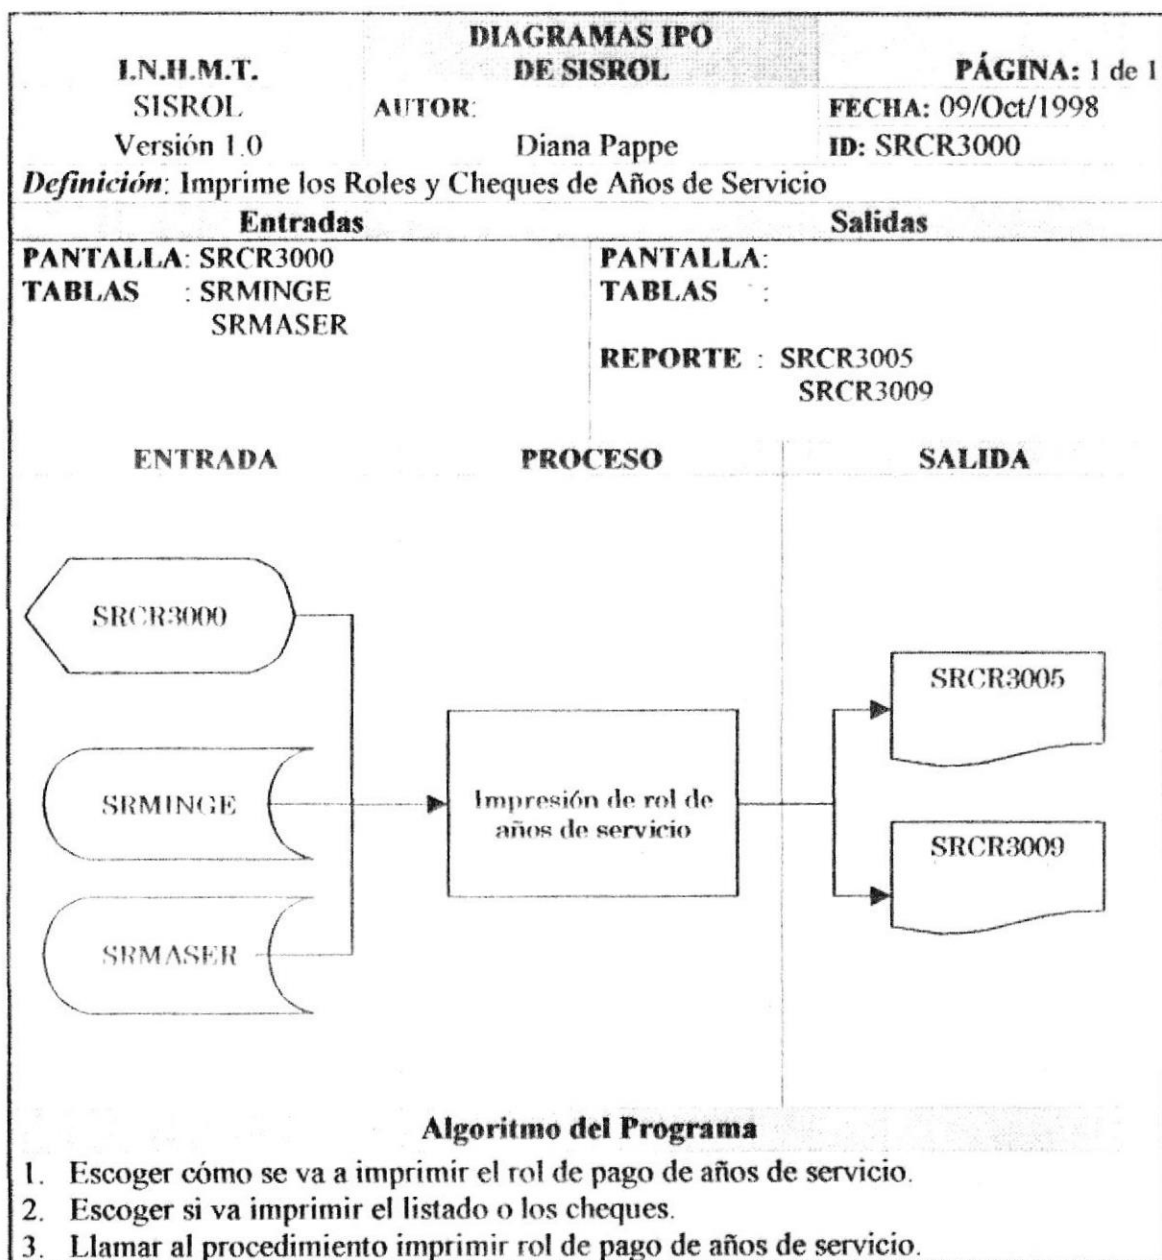 DIAGRAMAS IPO
DE SISROL
I.N.H.M.T.
SISROL
Versión 1.0
AUTOR:
Diana Pappe
PÁGINA: 1 de 1
FECHA: 09/Oct/1998
ID: SRCR3000
Definición: Imprime los Roles y Cheques de Años de Servicio
Entradas
Salidas
PANTALLA: SRCR3000
TABLAS : SRMINGE
SRMASER
PANTALLA:
TABLAS :
REPORTE : SRCR3005
SRCR3009
ENTRADA
PROCESO
SALIDA
SRCR3000
SRMINGE
SRMASER
Impresión de rol de
años de servicio
SRCR3005
SRCR3009
Algoritmo del Programa
1. Escoger cómo se va a imprimir el rol de pago de años de servicio.
2. Escoger si va imprimir el listado o los cheques.
3. Llamar al procedimiento imprimir rol de pago de años de servicio.